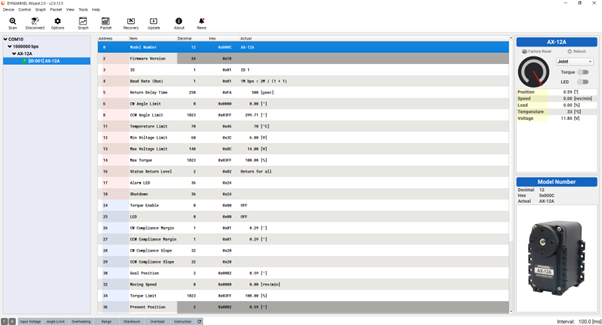 DYNAMIXEL Wizard 2.0 - v2.0.12.5
Device Control Graph Packet View Tools Help
Scan Disconnect Options Graph Packet Recovery Update About News
COM10
1000000 bps
AX-12A
[ID:001] AX-12A
Address Item Decimal Hex Actual
0 Model Number 12 0x000C AX-12A
2 Firmware Version 24 0x18
3 ID 1 0x01 ID 1
4 Baud Rate (Bus) 1 0x01 1M bps = 2M / (1 + 1)
5 Return Delay Time 250 0xFA 500 [μsec]
6 CW Angle Limit 0 0x0000 0.00 [°]
8 CCW Angle Limit 1023 0x03FF 299.71 [°]
11 Temperature Limit 70 0x46 70 [°C]
12 Min Voltage Limit 60 0x3C 6.00 [V]
13 Max Voltage Limit 140 0x8C 14.00 [V]
14 Max Torque 1023 0x03FF 100.00 [%]
16 Status Return Level 2 0x02 Return for all
17 Alarm LED 36 0x24
18 Shutdown 36 0x24
24 Torque Enable 0 0x00 OFF
25 LED 0 0x00 OFF
26 CW Compliance Margin 1 0x01 0.29 [°]
27 CCW Compliance Margin 1 0x01 0.29 [°]
28 CW Compliance Slope 32 0x20
29 CCW Compliance Slope 32 0x20
30 Goal Position 2 0x0002 0.59 [°]
32 Moving Speed 0 0x0000 0.00 [rev/min]
34 Torque Limit 1023 0x03FF 100.00 [%]
36 Present Position 2 0x0002 0.59 [°]
AX-12A
Factory Reset Reboot
Joint
Torque
LED
Position 0.59 [°]
Speed 0.00 [rev/min]
Load 0.00 [%]
Temperature 33 [°C]
Voltage 11.80 [V]
Model Number
Decimal 12
Hex 0x000C
Actual AX-12A
AX-12A
Input Voltage Angle Limit Overheating Range Checksum Overload Instruction
Interval: 100.0 [ms]